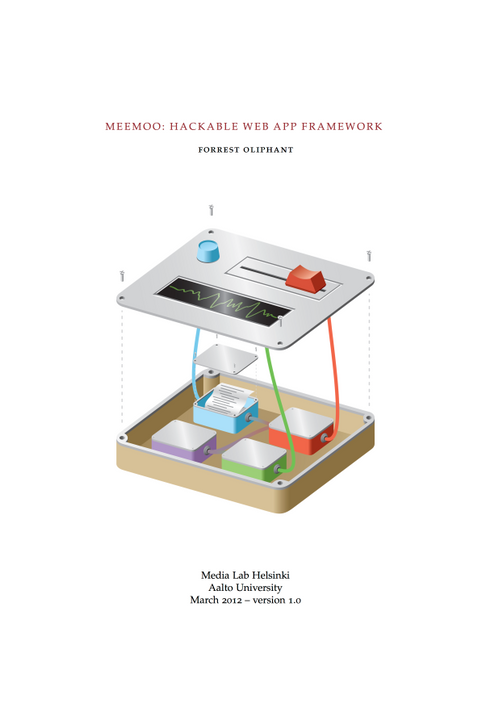 MEEMOO: HACKABLE WEB APP FRAMEWORK
FORREST OLIPHANT
Media Lab Helsinki
Aalto University
March 2012 – version 1.0